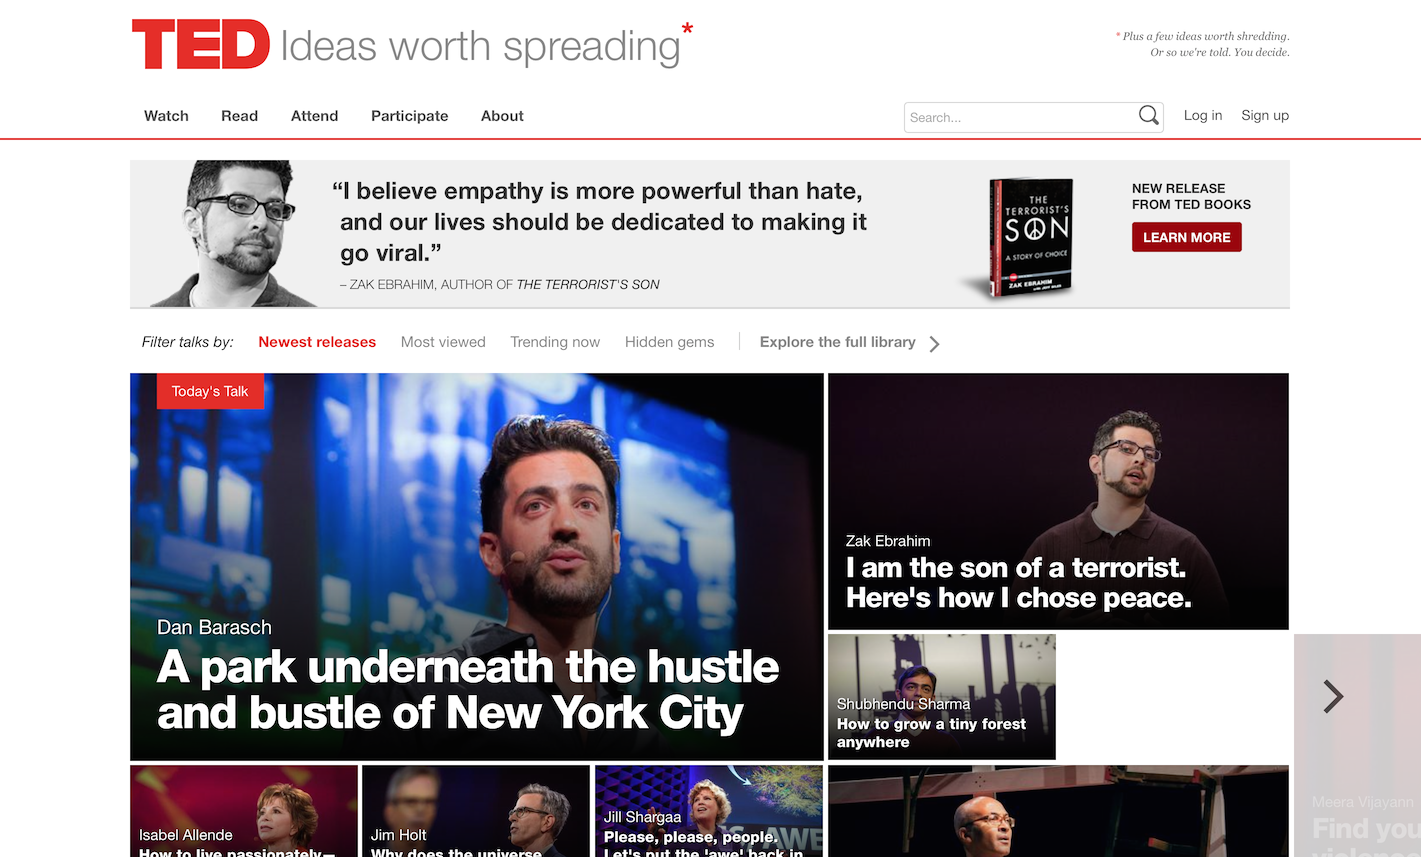 TED Ideas worth spreading*
* Plus a few ideas worth shredding.
Or so we're told. You decide.
Watch Read Attend Participate About
Search... Log in Sign up
“I believe empathy is more powerful than hate,
and our lives should be dedicated to making it
go viral.”
– ZAK EBRAHIM, AUTHOR OF THE TERRORIST'S SON
THE
TERRORIST'S
SON
A STORY OF CHOICE
ZAK EBRAHIM
NEW RELEASE
FROM TED BOOKS
LEARN MORE
Filter talks by: Newest releases Most viewed Trending now Hidden gems Explore the full library
Today's Talk
Dan Barasch
A park underneath the hustle
and bustle of New York City
Zak Ebrahim
I am the son of a terrorist.
Here's how I chose peace.
Shubhendu Sharma
How to grow a tiny forest
anywhere
Isabel Allende
How to live passionately—
Jim Holt
Why does the universe
Jill Shargaa
Please, please, people.
Let's put the 'awe' back in
Meera Vijayann
Find you